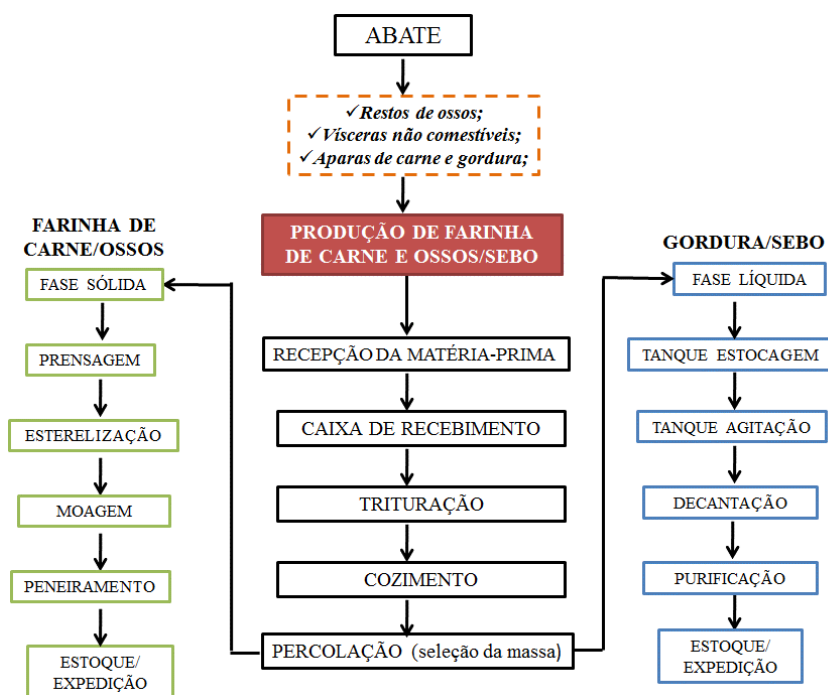 ABATE
✓Restos de ossos;
✓Vísceras não comestíveis;
✓Aparas de carne e gordura;
PRODUÇÃO DE FARINHA
DE CARNE E OSSOS/SEBO
RECEPÇÃO DA MATÉRIA-PRIMA
CAIXA DE RECEBIMENTO
TRITURAÇÃO
COZIMENTO
PERCOLAÇÃO (seleção da massa)
FARINHA DE
CARNE/OSSOS
FASE SÓLIDA
PRENSAGEM
ESTERELIZAÇÃO
MOAGEM
PENEIRAMENTO
ESTOQUE/
EXPEDIÇÃO
GORDURA/SEBO
FASE LÍQUIDA
TANQUE ESTOCAGEM
TANQUE AGITAÇÃO
DECANTAÇÃO
PURIFICAÇÃO
ESTOQUE/
EXPEDIÇÃO